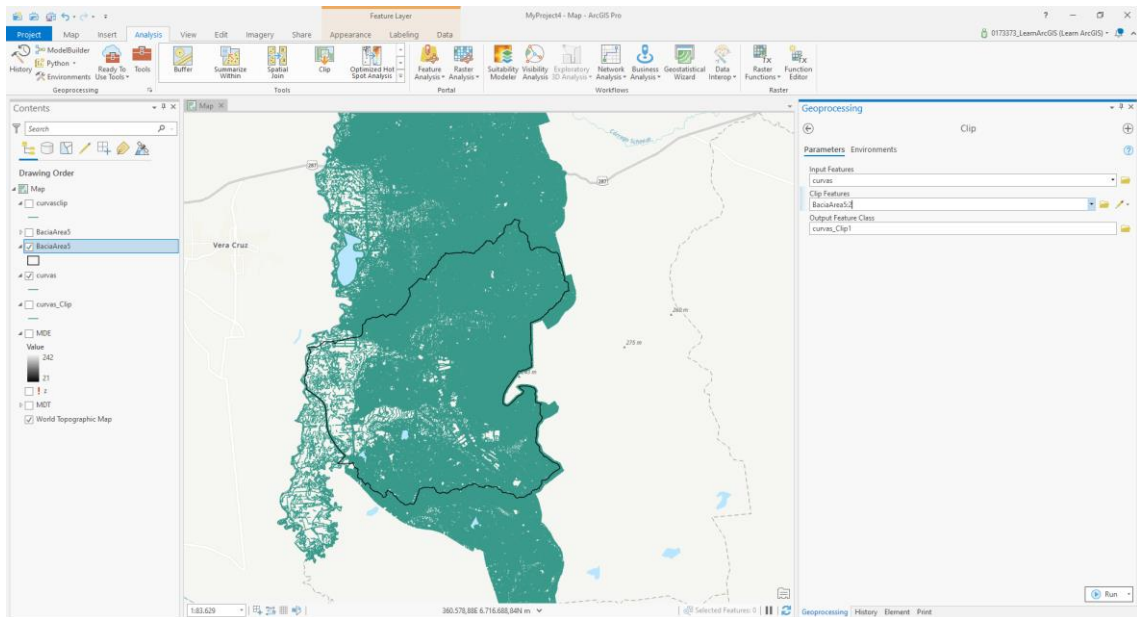 Feature Layer
MyProject4 - Map - ArcGIS Pro
Project Map Insert Analysis View Edit Imagery Share Appearance Labeling Data
0173373_LearnArcGIS (Learn ArcGIS)
History
ModelBuilder
Python
Environments
Ready To Use Tools
Tools
Geoprocessing
Buffer
Summarize Within
Spatial Join
Clip
Optimized Hot Spot Analysis
Tools
Feature Analysis
Raster Analysis
Portal
Suitability Modeler
Visibility Analysis
Exploratory 3D Analysis
Network Analysis
Business Analysis
Geostatistical Wizard
Data Interop
Workflows
Raster Functions
Function Editor
Raster
Contents
Search
Drawing Order
Map
curvasclip
BaciaArea5
BaciaArea5
curvas
curvas_Clip
MDE
Value
242
21
z
MDT
World Topographic Map
Map
287
Córrego Schmidt
287
Vera Cruz
260 m
275 m
1:83.629
360.578,88E 6.716.688,84N m
Selected Features: 0
Geoprocessing
Clip
Parameters Environments
Input Features
curvas
Clip Features
BaciaArea5:2
Output Feature Class
curvas_Clip1
Run
Geoprocessing History Element Print